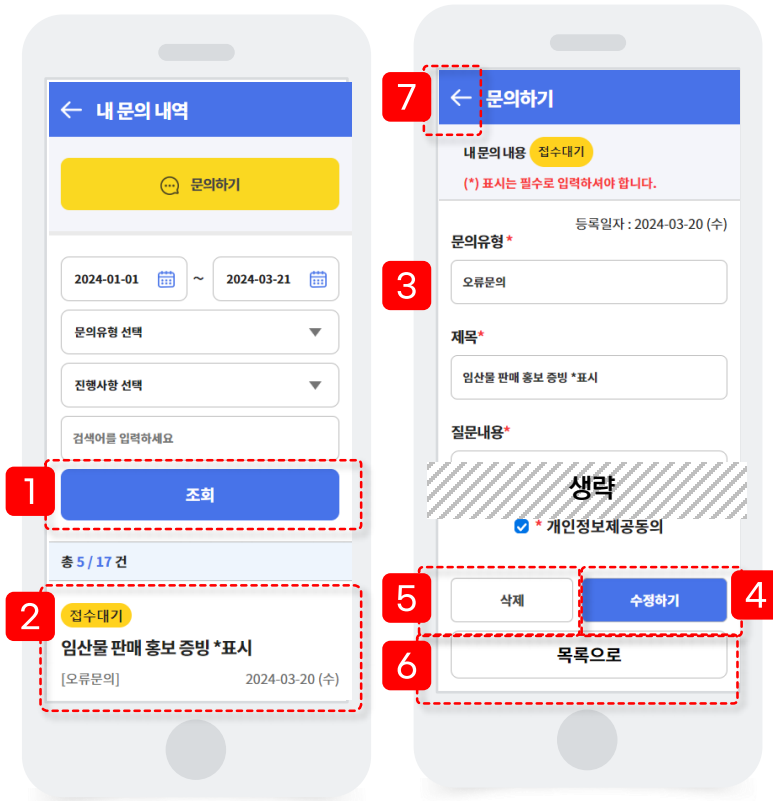 내 문의 내역
문의하기
2024-01-01 ~ 2024-03-21
문의유형 선택
진행사항 선택
검색어를 입력하세요
1
조회
총 5 / 17 건
2
접수대기
임산물 판매 홍보 증빙 *표시
[오류문의] 2024-03-20 (수)
7
문의하기
내 문의 내용 접수대기
(*) 표시는 필수로 입력하셔야 합니다.
등록일자 : 2024-03-20 (수)
문의유형 *
3
오류문의
제목*
임산물 판매 홍보 증빙 *표시
질문내용*
생략
* 개인정보제공동의
5
삭제
수정하기
4
6
목록으로